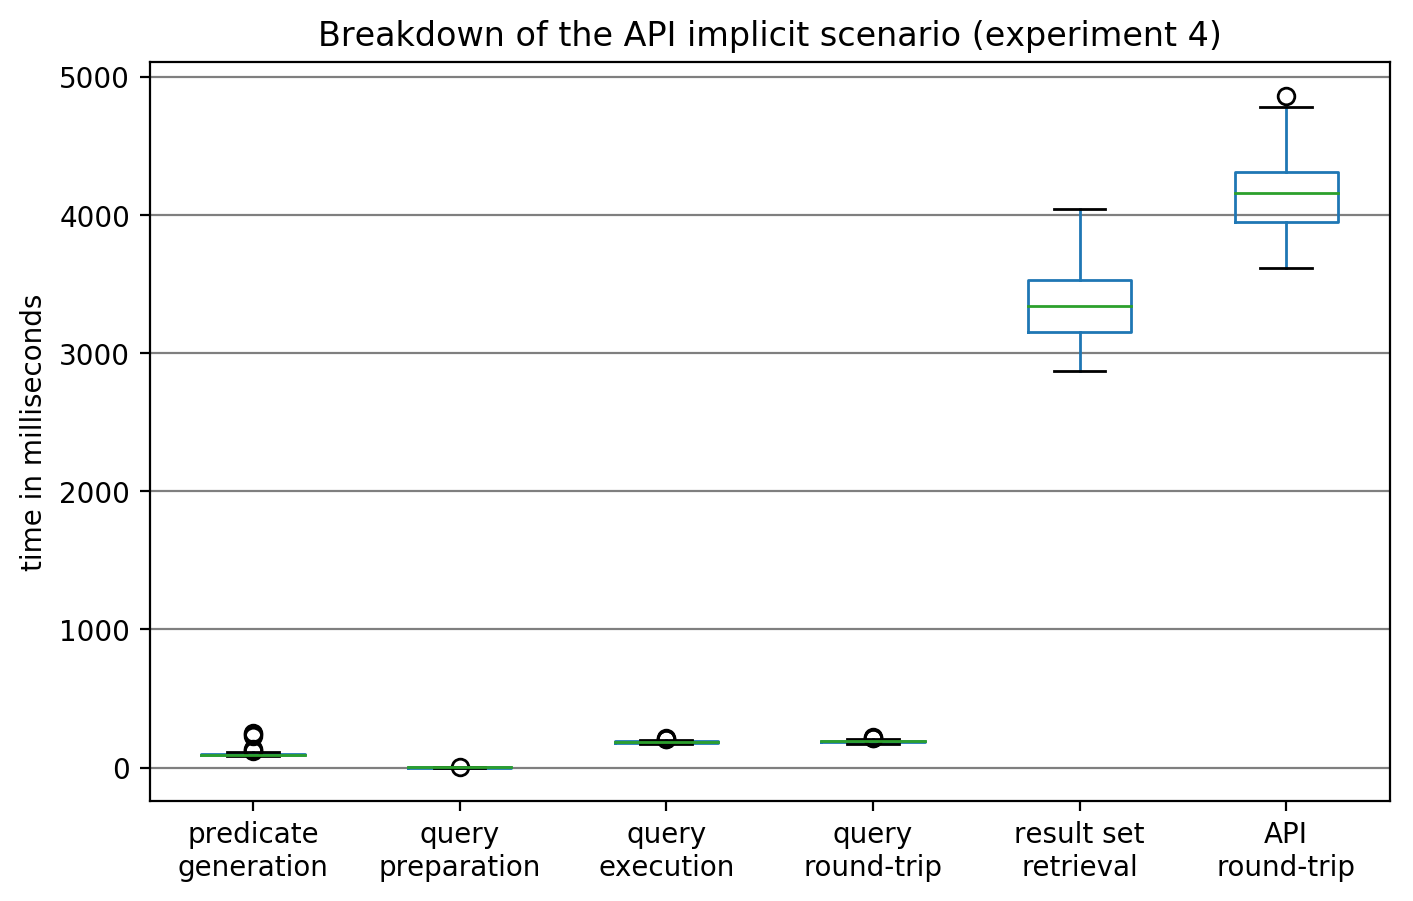 Breakdown of the API implicit scenario (experiment 4)
time in milliseconds
5000
4000
3000
2000
1000
0
predicate
generation
query
preparation
query
execution
query
round-trip
result set
retrieval
API
round-trip